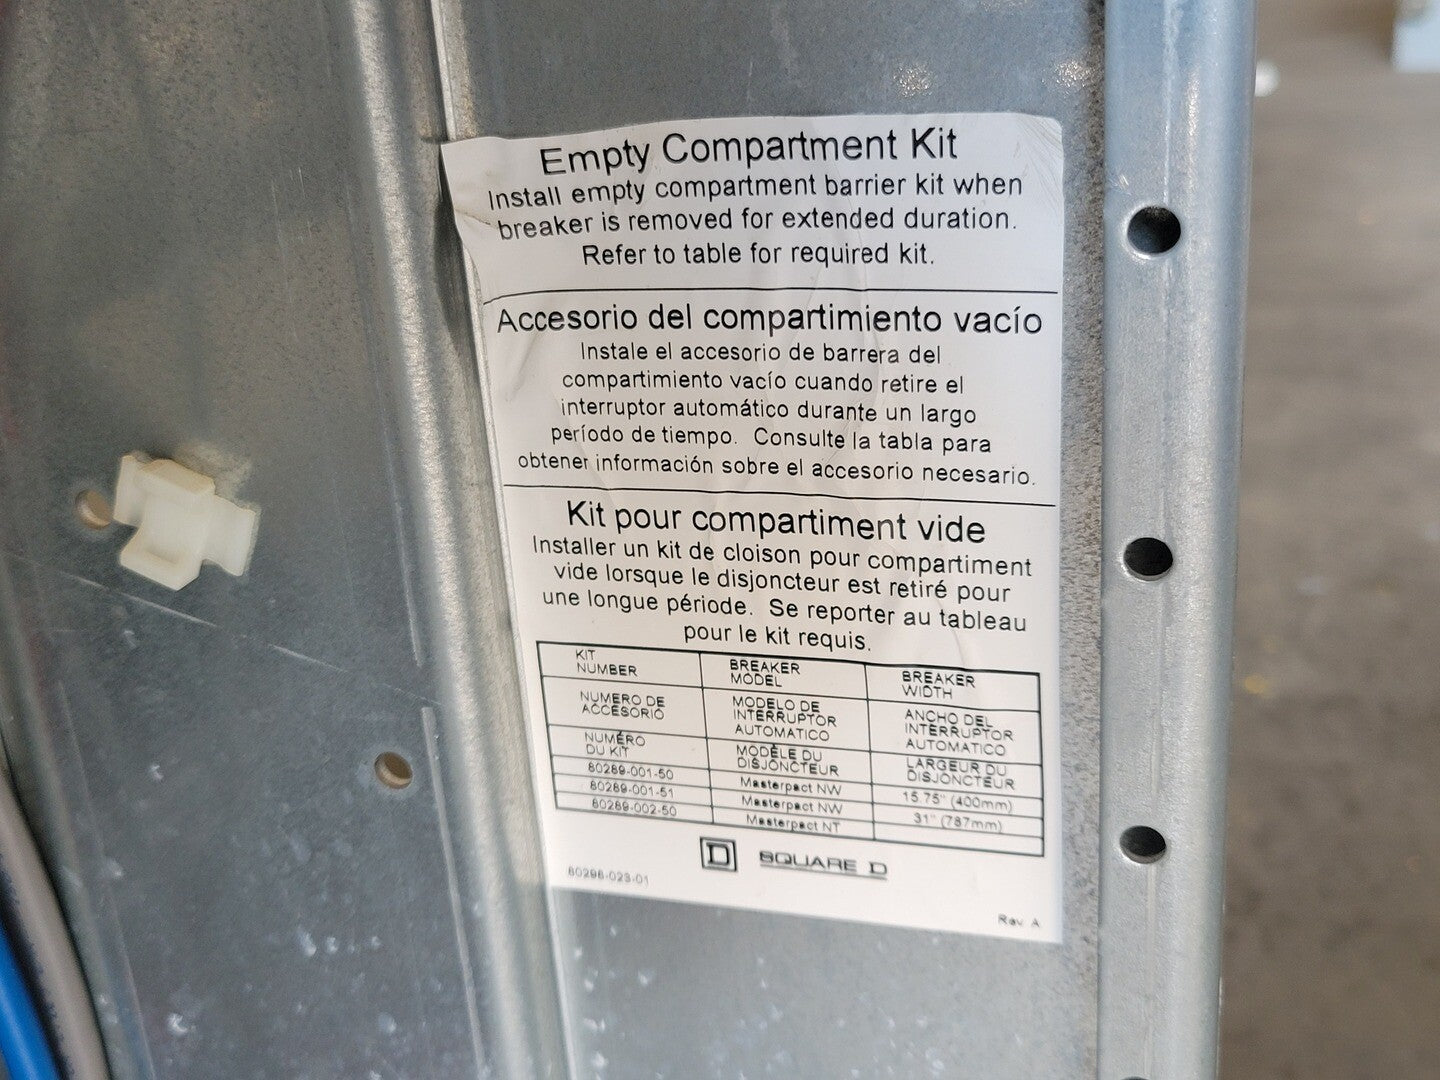 Empty Compartment Kit
Install empty compartment barrier kit when
breaker is removed for extended duration.
Refer to table for required kit.
Accesorio del compartimiento vacío
Instale el accesorio de barrera del
compartimiento vacío cuando retire el
interruptor automático durante un largo
período de tiempo. Consulte la tabla para
obtener información sobre el accesorio necesario.
Kit pour compartiment vide
Installer un kit de cloison pour compartiment
vide lorsque le disjoncteur est retiré pour
une longue période. Se reporter au tableau
pour le kit requis.
KIT
NUMBER
BREAKER
MODEL
BREAKER
WIDTH
NUMERO DE
ACCESORIO
MODELO DE
INTERRUPTOR
AUTOMATICO
ANCHO DEL
INTERRUPTOR
AUTOMATICO
NUMÉRO
DU KIT
MODÈLE DU
DISJONCTEUR
LARGEUR DU
DISJONCTEUR
80289-001-50 Masterpact NW 15.75" (400mm)
80289-001-51 Masterpact NW 31" (787mm)
80289-002-50 Masterpact NT
D SQUARE D
80298-023-01
Rev. A